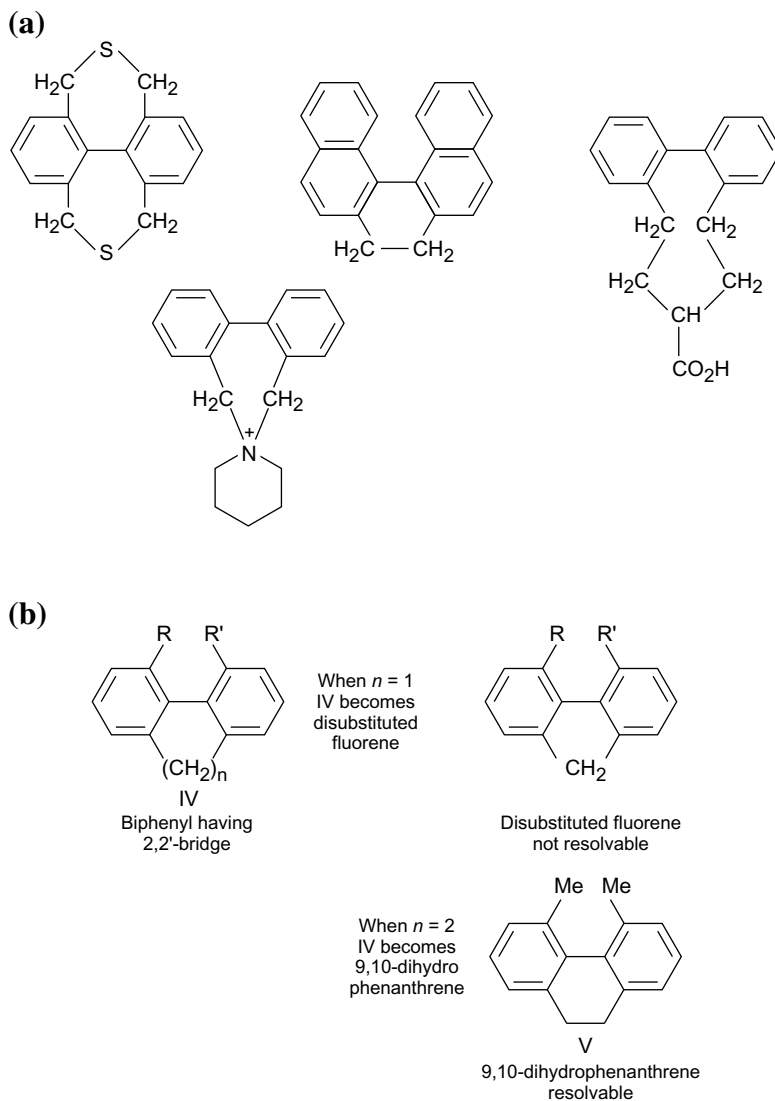 (a)
S
H₂C CH₂
H₂C CH₂
S
H₂C—CH₂
H₂C CH₂
H₂C CH₂
CH
CO₂H
H₂C CH₂
+
N
(b)
R R'
(CH₂)n
IV
Biphenyl having
2,2'-bridge
When n = 1
IV becomes
disubstituted
fluorene
R R'
CH₂
Disubstituted fluorene
not resolvable
When n = 2
IV becomes
9,10-dihydro
phenanthrene
Me Me
V
9,10-dihydrophenanthrene
resolvable